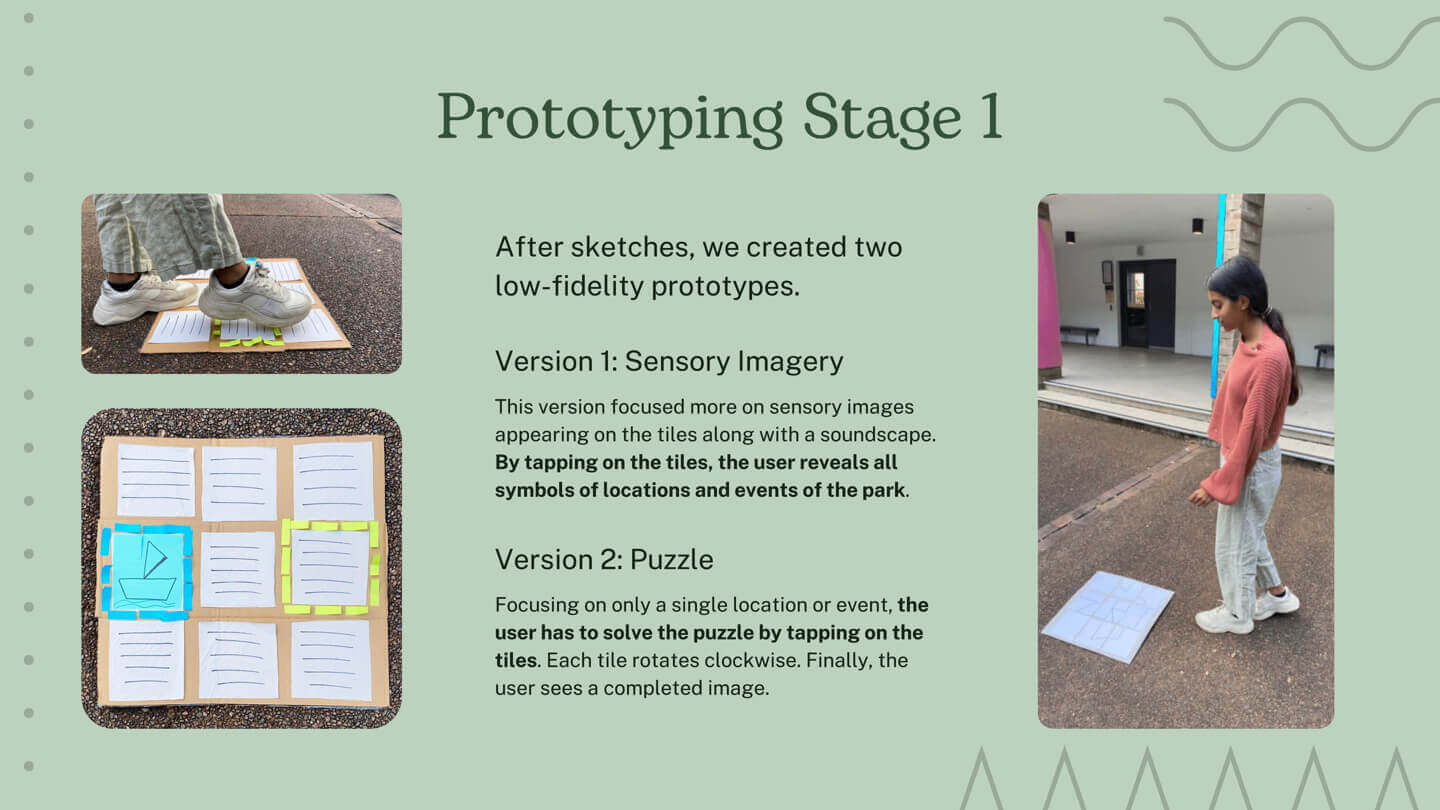 Prototyping Stage 1
After sketches, we created two
low-fidelity prototypes.
Version 1: Sensory Imagery
This version focused more on sensory images
appearing on the tiles along with a soundscape.
By tapping on the tiles, the user reveals all
symbols of locations and events of the park.
Version 2: Puzzle
Focusing on only a single location or event, the
user has to solve the puzzle by tapping on the
tiles. Each tile rotates clockwise. Finally, the
user sees a completed image.